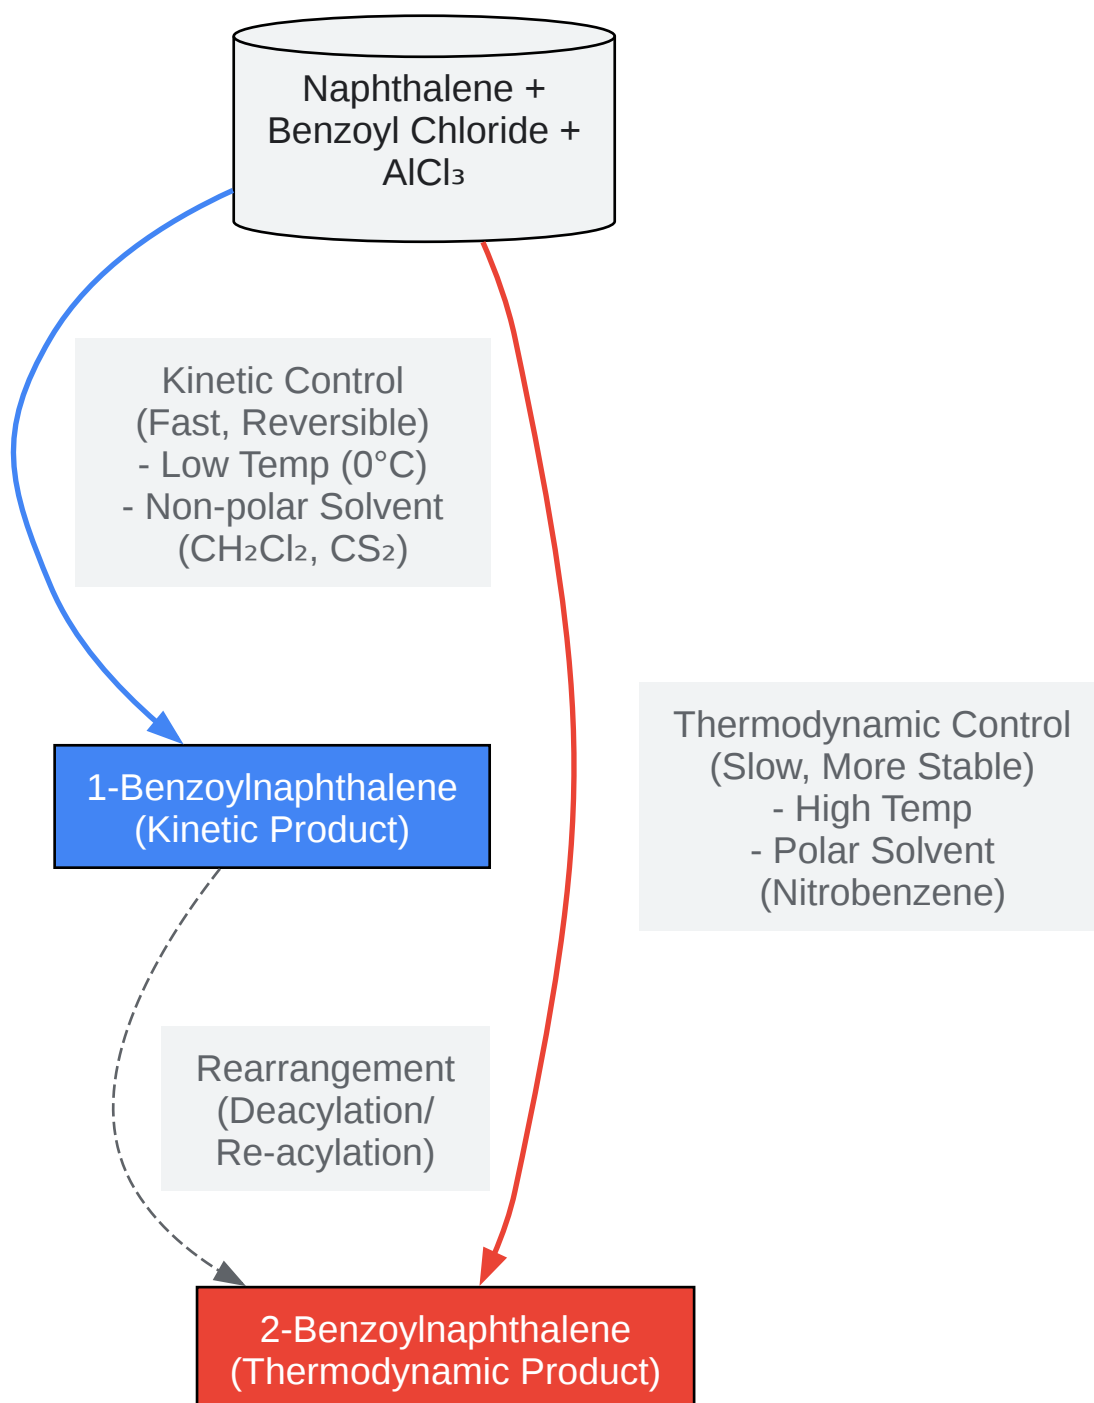 Naphthalene +
Benzoyl Chloride +
AlCl₃
Kinetic Control
(Fast, Reversible)
- Low Temp (0°C)
- Non-polar Solvent
(CH₂Cl₂, CS₂)
Thermodynamic Control
(Slow, More Stable)
- High Temp
- Polar Solvent
(Nitrobenzene)
1-Benzoylnaphthalene
(Kinetic Product)
Rearrangement
(Deacylation/
Re-acylation)
2-Benzoylnaphthalene
(Thermodynamic Product)